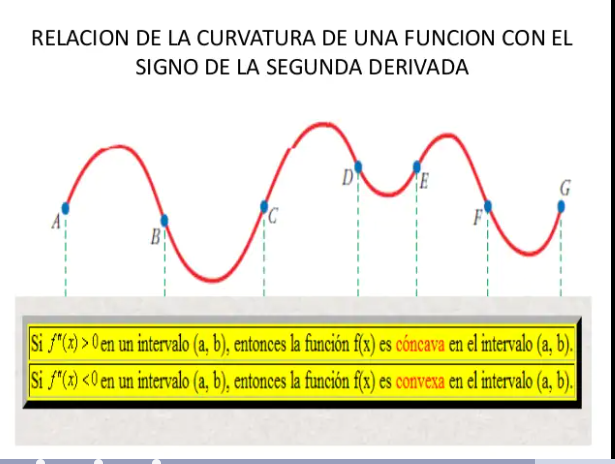 RELACION DE LA CURVATURA DE UNA FUNCION CON EL
SIGNO DE LA SEGUNDA DERIVADA
A
B
C
D
E
F
G
Si f"(x) > 0 en un intervalo (a, b), entonces la función f(x) es cóncava en el intervalo (a, b).
Si f"(x) < 0 en un intervalo (a, b), entonces la función f(x) es convexa en el intervalo (a, b).